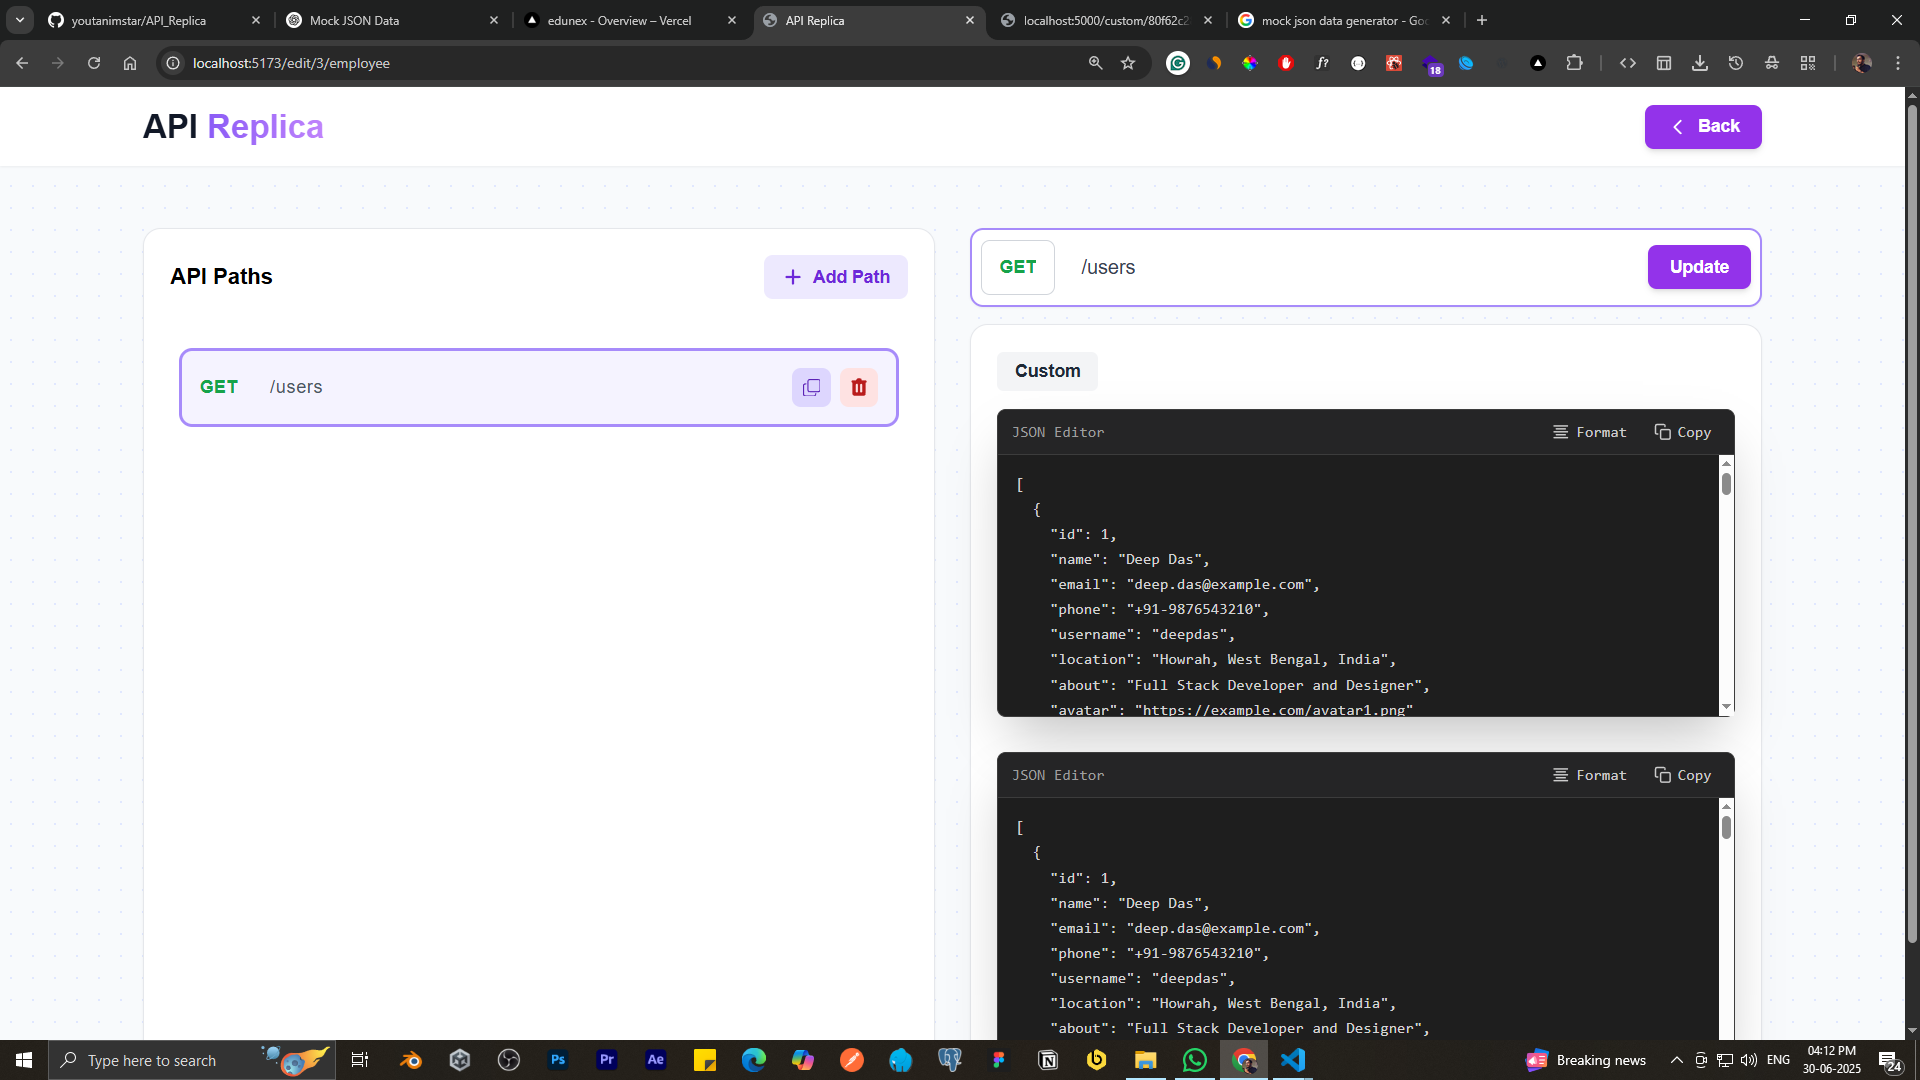 youtanimstar/API_Replica
Mock JSON Data
edunex - Overview – Vercel
API Replica
localhost:5000/custom/80f62c2
mock json data generator - Goo
localhost:5173/edit/3/employee
f?
18
API Replica
Back
API Paths
Add Path
GET /users
GET /users
Update
Custom
JSON Editor
Format
Copy
[
{
"id": 1,
"name": "Deep Das",
"email": "deep.das@example.com",
"phone": "+91-9876543210",
"username": "deepdas",
"location": "Howrah, West Bengal, India",
"about": "Full Stack Developer and Designer",
"avatar": "https://example.com/avatar1.png"
JSON Editor
Format
Copy
[
{
"id": 1,
"name": "Deep Das",
"email": "deep.das@example.com",
"phone": "+91-9876543210",
"username": "deepdas",
"location": "Howrah, West Bengal, India",
"about": "Full Stack Developer and Designer",
Type here to search
Ps
Pr
Ae
Breaking news
ENG
04:12 PM
30-06-2025
24